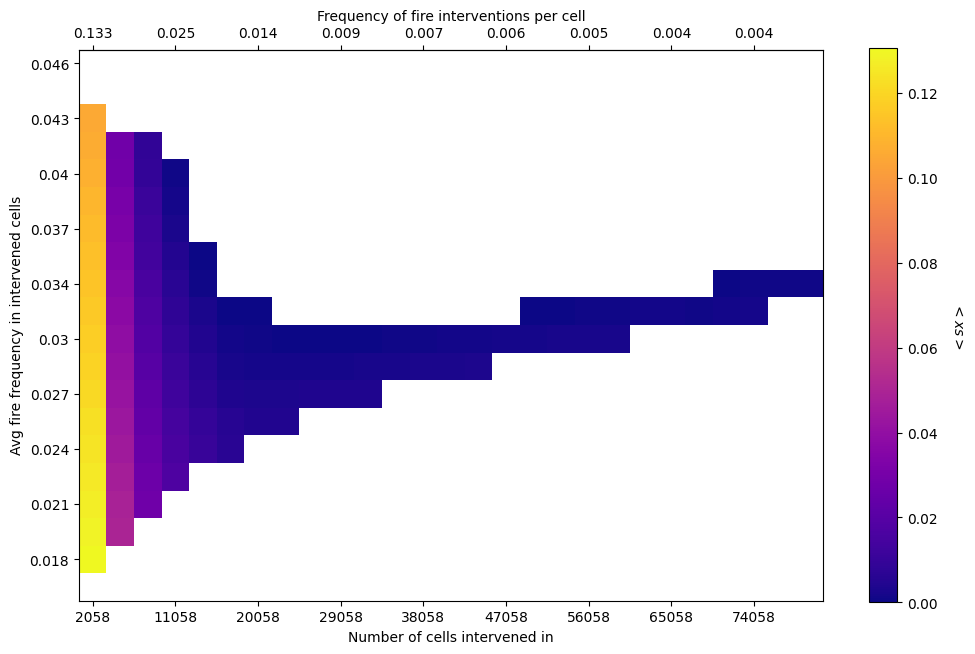 Frequency of fire interventions per cell
0.133 0.025 0.014 0.009 0.007 0.006 0.005 0.004 0.004
0.046
0.043
0.04
0.037
0.034
0.03
0.027
0.024
0.021
0.018
Avg fire frequency in intervened cells
2058 11058 20058 29058 38058 47058 56058 65058 74058
Number of cells intervened in
0.12
0.10
0.08
0.06
0.04
0.02
0.00
< sx >